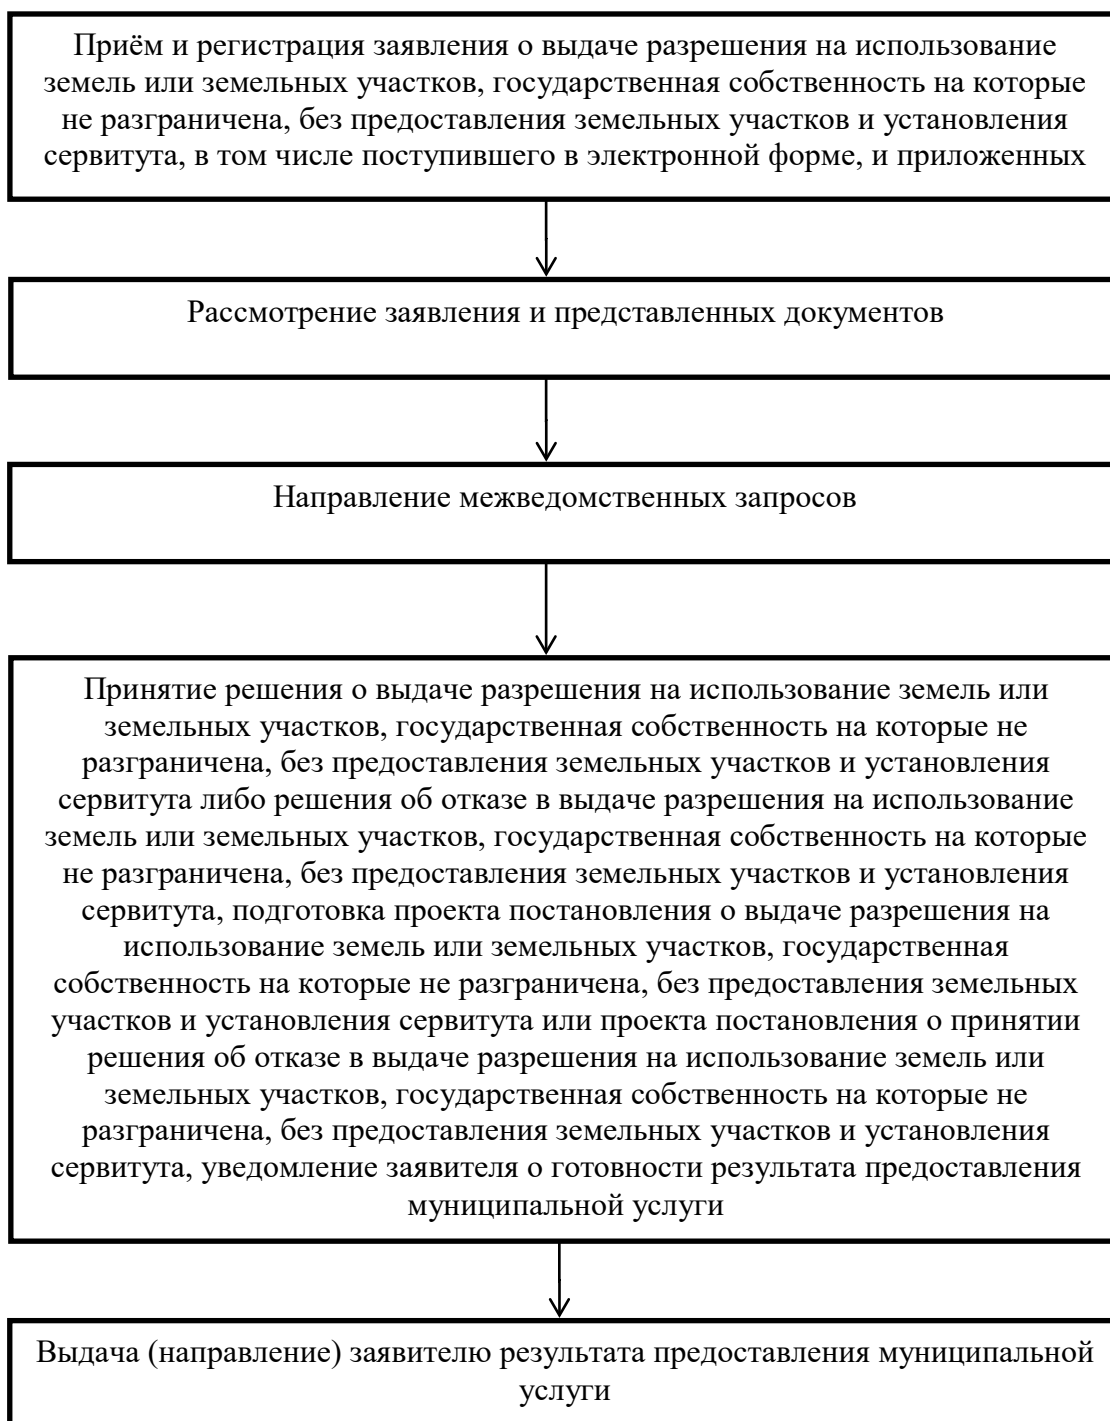 Приём и регистрация заявления о выдаче разрешения на использование
земель или земельных участков, государственная собственность на которые
не разграничена, без предоставления земельных участков и установления
сервитута, в том числе поступившего в электронной форме, и приложенных
Рассмотрение заявления и представленных документов
Направление межведомственных запросов
Принятие решения о выдаче разрешения на использование земель или
земельных участков, государственная собственность на которые не
разграничена, без предоставления земельных участков и установления
сервитута либо решения об отказе в выдаче разрешения на использование
земель или земельных участков, государственная собственность на которые
не разграничена, без предоставления земельных участков и установления
сервитута, подготовка проекта постановления о выдаче разрешения на
использование земель или земельных участков, государственная
собственность на которые не разграничена, без предоставления земельных
участков и установления сервитута или проекта постановления о принятии
решения об отказе в выдаче разрешения на использование земель или
земельных участков, государственная собственность на которые не
разграничена, без предоставления земельных участков и установления
сервитута, уведомление заявителя о готовности результата предоставления
муниципальной услуги
Выдача (направление) заявителю результата предоставления муниципальной
услуги